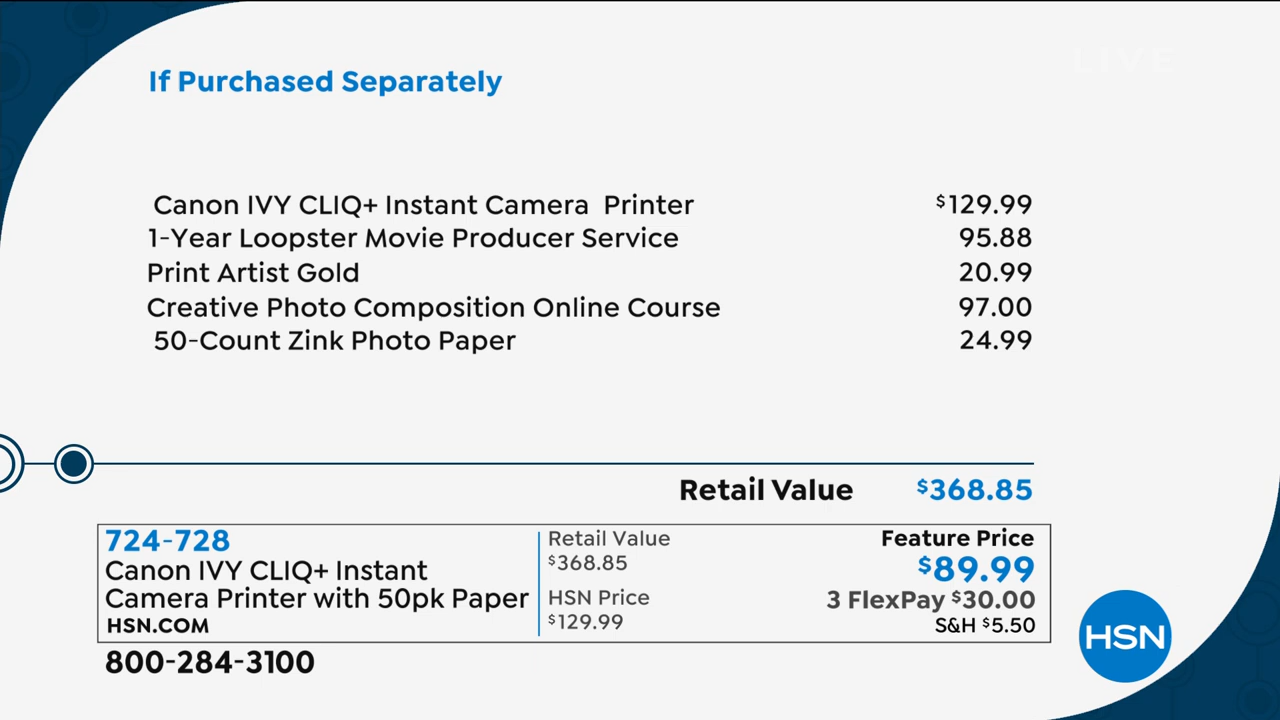 LIVE
If Purchased Separately
Canon IVY CLIQ+ Instant Camera Printer $129.99
1-Year Loopster Movie Producer Service 95.88
Print Artist Gold 20.99
Creative Photo Composition Online Course 97.00
50-Count Zink Photo Paper 24.99
Retail Value $368.85
724-728
Canon IVY CLIQ+ Instant
Camera Printer with 50pk Paper
HSN.COM
Retail Value
$368.85
HSN Price
$129.99
Feature Price
$89.99
3 FlexPay $30.00
S&H $5.50
HSN
800-284-3100